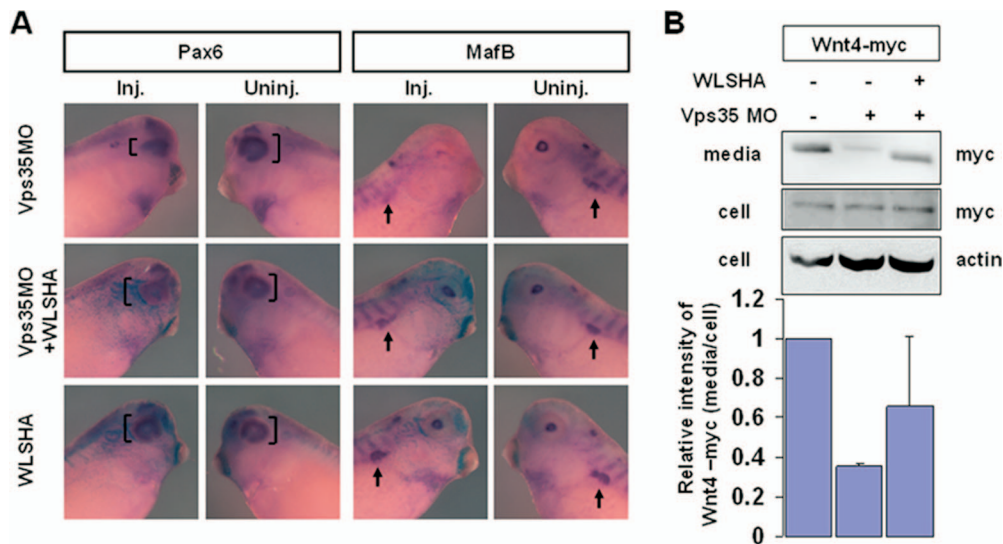 A
Pax6
MafB
Inj.
Uninj.
Inj.
Uninj.
Vps35MO
Vps35MO
+WLSHA
WLSHA
B
Wnt4-myc
WLSHA - - +
Vps35 MO - + +
media myc
cell myc
cell actin
Relative intensity of
Wnt4 –myc (media/cell)
1.2
1
0.8
0.6
0.4
0.2
0